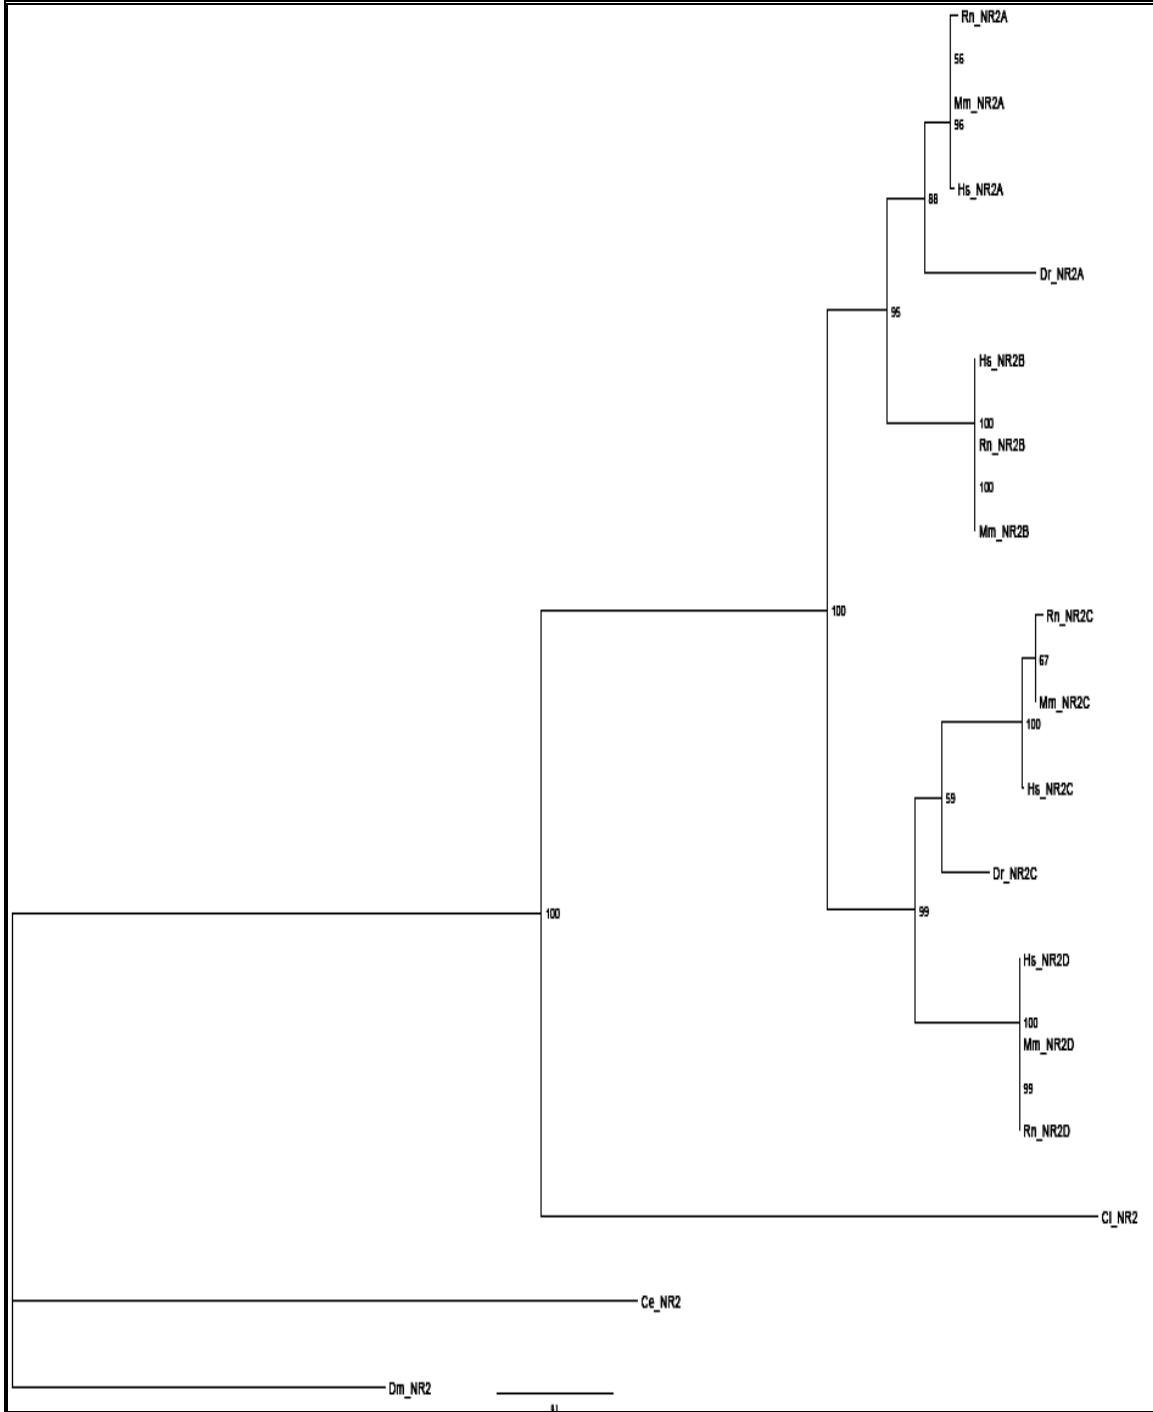 Rn_NR2A
56
Mm_NR2A
96
Hs_NR2A
88
Dr_NR2A
95
Hs_NR2B
100
Rn_NR2B
100
Mm_NR2B
100
Rn_NR2C
67
Mm_NR2C
100
Hs_NR2C
59
Dr_NR2C
99
Hs_NR2D
100
Mm_NR2D
99
Rn_NR2D
100
Ci_NR2
Ce_NR2
Dm_NR2